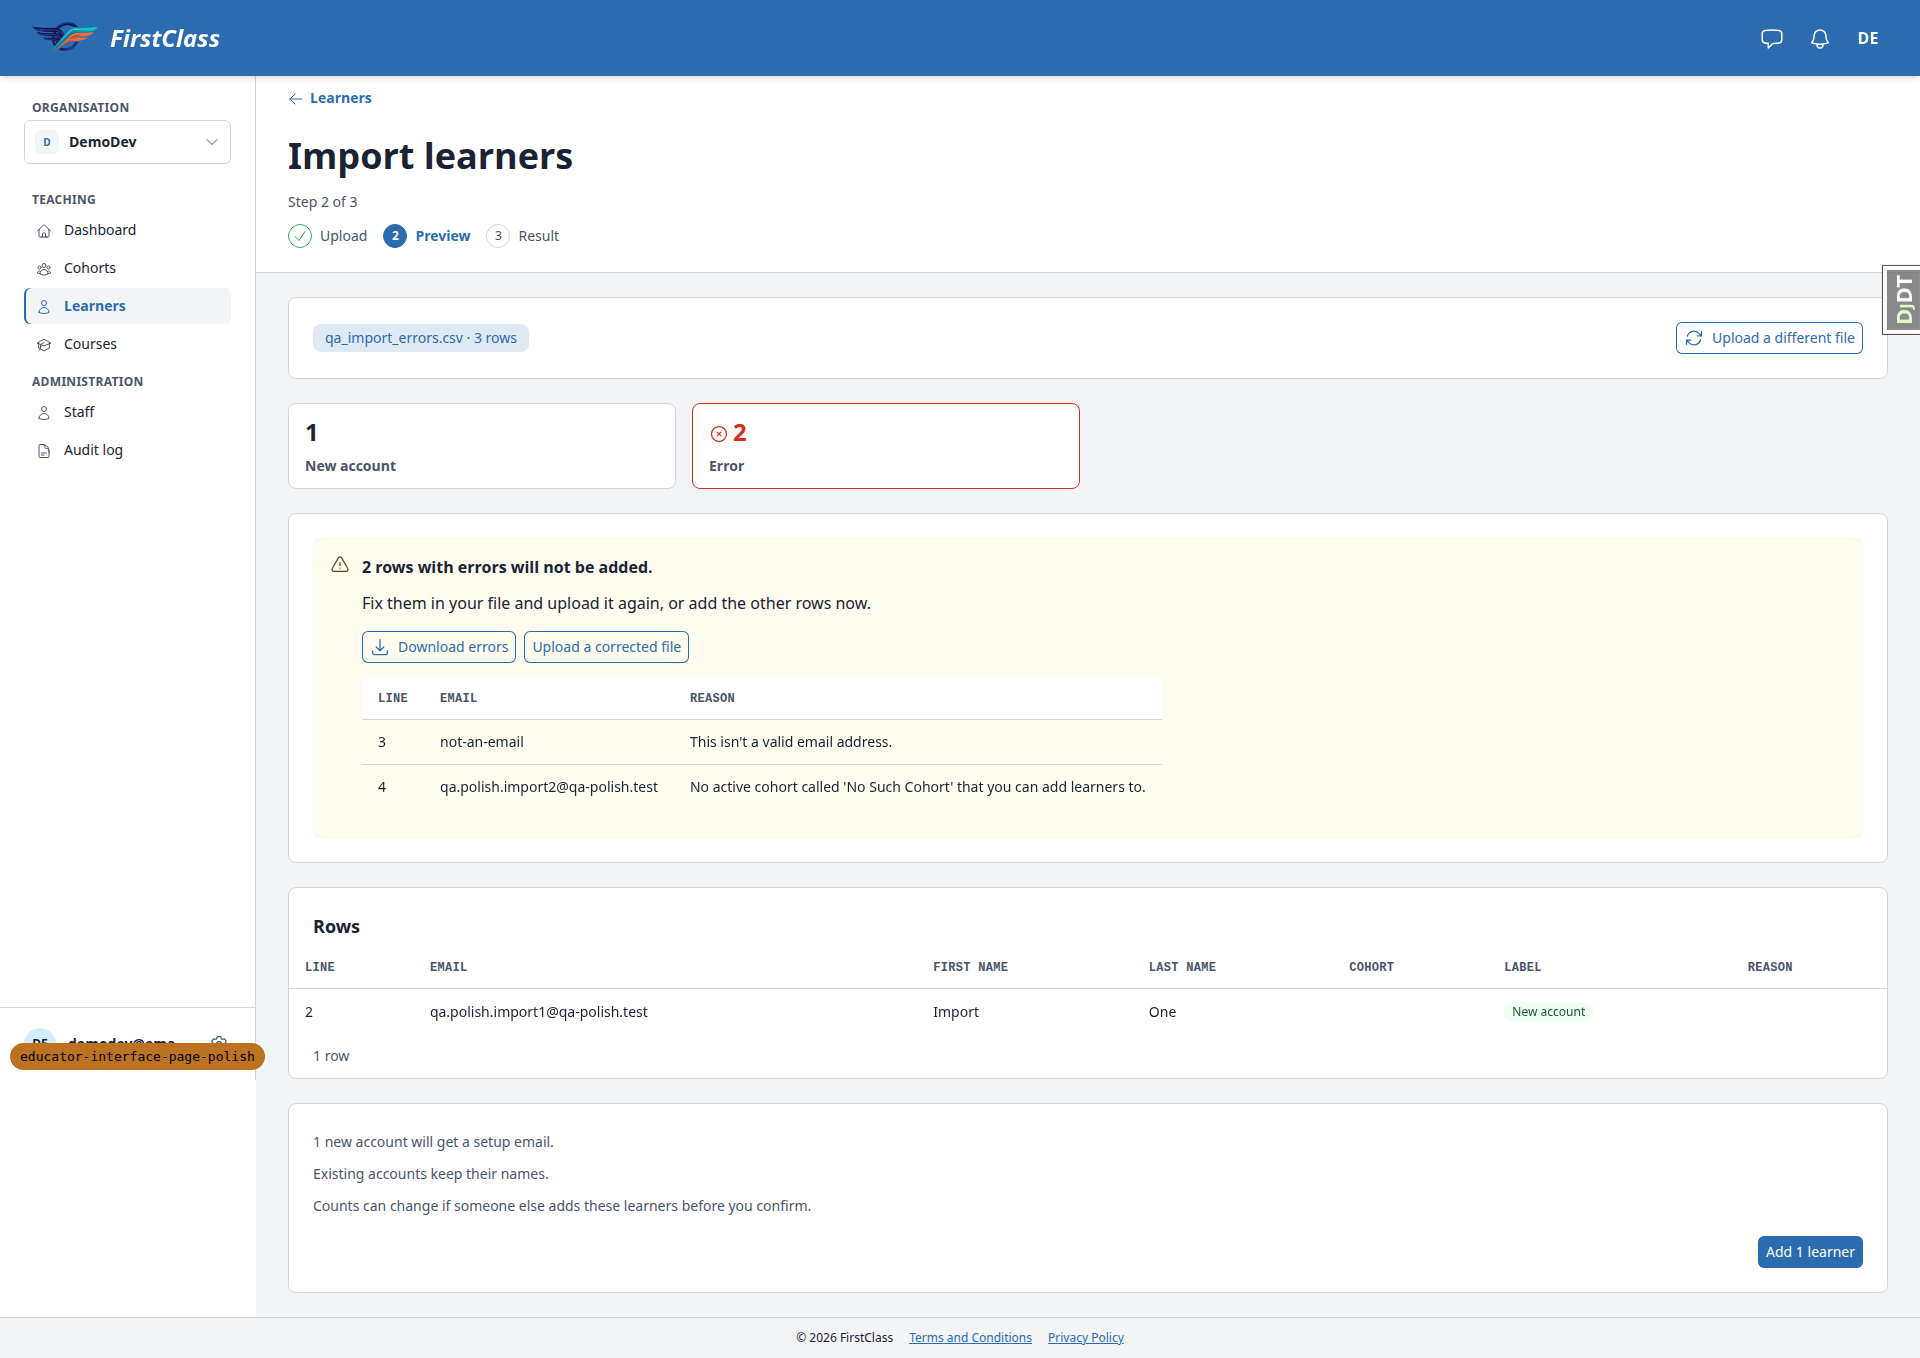 FirstClass
DE
ORGANISATION
D DemoDev
TEACHING
Dashboard
Cohorts
Learners
Courses
ADMINISTRATION
Staff
Audit log
educator-interface-page-polish
Learners
Import learners
Step 2 of 3
Upload 2 Preview 3 Result
DjDT
qa_import_errors.csv · 3 rows
Upload a different file
1
New account
2
Error
2 rows with errors will not be added.
Fix them in your file and upload it again, or add the other rows now.
Download errors Upload a corrected file
LINE EMAIL REASON
3 not-an-email This isn't a valid email address.
4 qa.polish.import2@qa-polish.test No active cohort called 'No Such Cohort' that you can add learners to.
Rows
LINE EMAIL FIRST NAME LAST NAME COHORT LABEL REASON
2 qa.polish.import1@qa-polish.test Import One New account
1 row
1 new account will get a setup email.
Existing accounts keep their names.
Counts can change if someone else adds these learners before you confirm.
Add 1 learner
© 2026 FirstClass Terms and Conditions Privacy Policy